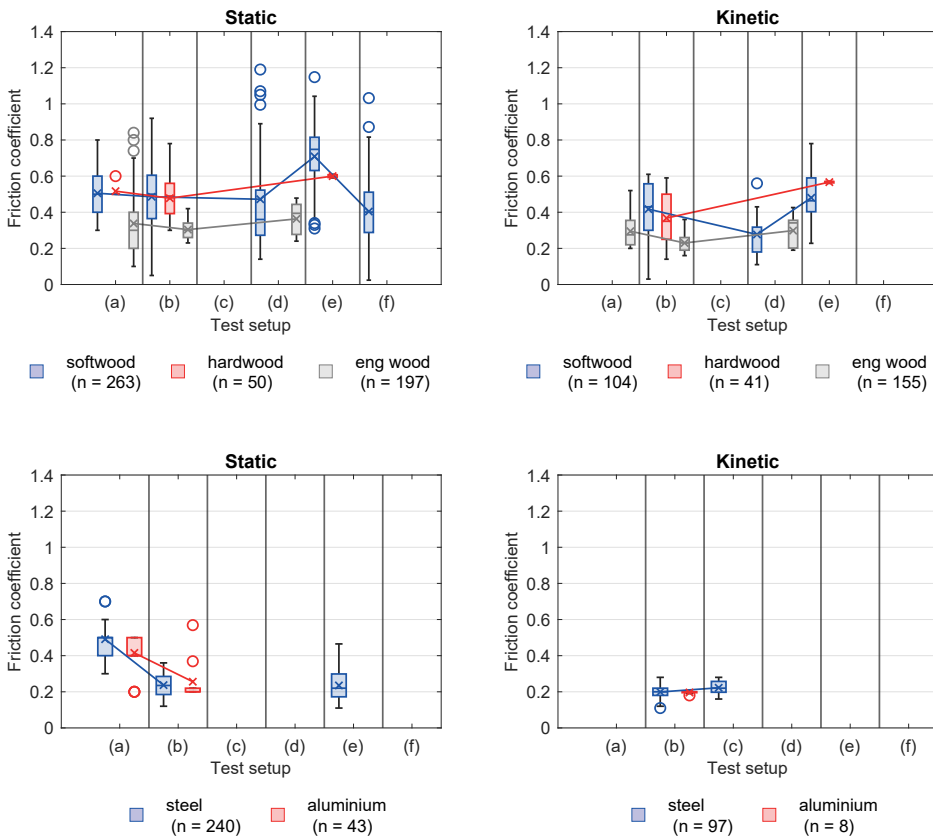 Static
1.4
1.2
1
0.8
0.6
0.4
0.2
0
Friction coefficient
(a) (b) (c) (d) (e) (f)
Test setup
softwood (n = 263)
hardwood (n = 50)
eng wood (n = 197)
Kinetic
1.4
1.2
1
0.8
0.6
0.4
0.2
0
Friction coefficient
(a) (b) (c) (d) (e) (f)
Test setup
softwood (n = 104)
hardwood (n = 41)
eng wood (n = 155)
Static
1.4
1.2
1
0.8
0.6
0.4
0.2
0
Friction coefficient
(a) (b) (c) (d) (e) (f)
Test setup
steel (n = 240)
aluminium (n = 43)
Kinetic
1.4
1.2
1
0.8
0.6
0.4
0.2
0
Friction coefficient
(a) (b) (c) (d) (e) (f)
Test setup
steel (n = 97)
aluminium (n = 8)